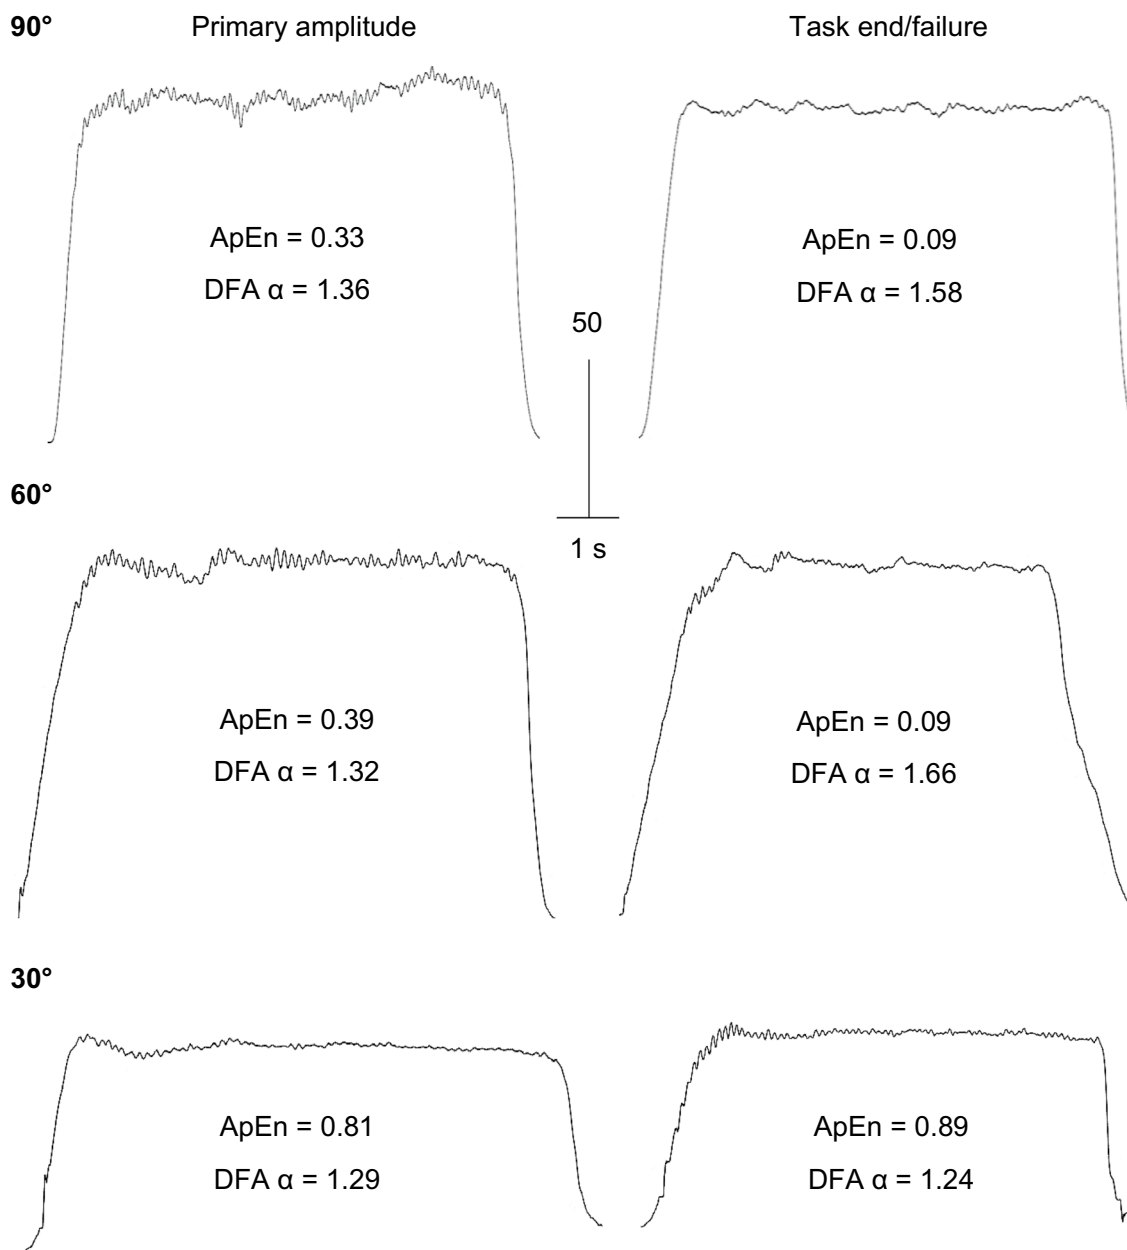 90°
Primary amplitude
Task end/failure
ApEn = 0.33
DFA α = 1.36
ApEn = 0.09
DFA α = 1.58
50
1 s
60°
ApEn = 0.39
DFA α = 1.32
ApEn = 0.09
DFA α = 1.66
30°
ApEn = 0.81
DFA α = 1.29
ApEn = 0.89
DFA α = 1.24